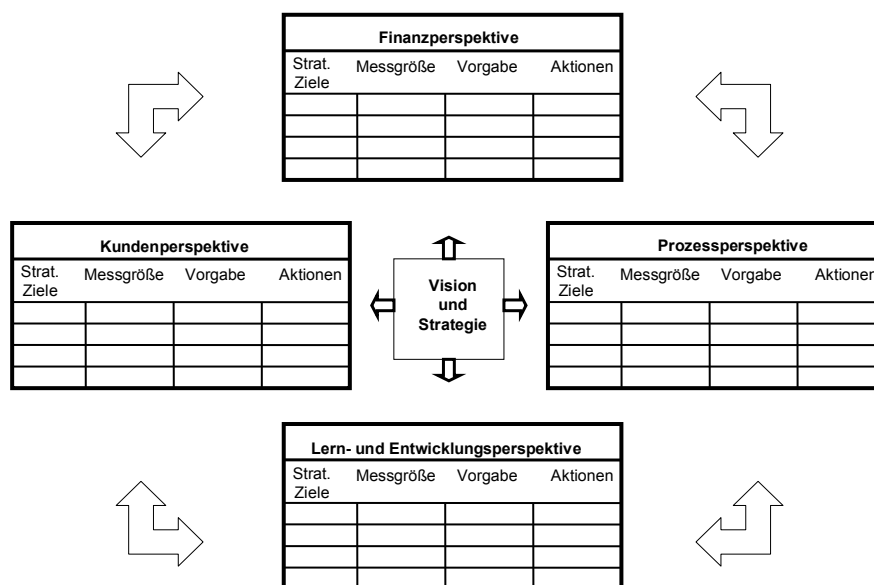 Finanzperspektive
Strat. Ziele Messgröße Vorgabe Aktionen
Kundenperspektive
Strat. Ziele Messgröße Vorgabe Aktionen
Vision
und
Strategie
Prozessperspektive
Strat. Ziele Messgröße Vorgabe Aktionen
Lern- und Entwicklungsperspektive
Strat. Ziele Messgröße Vorgabe Aktionen